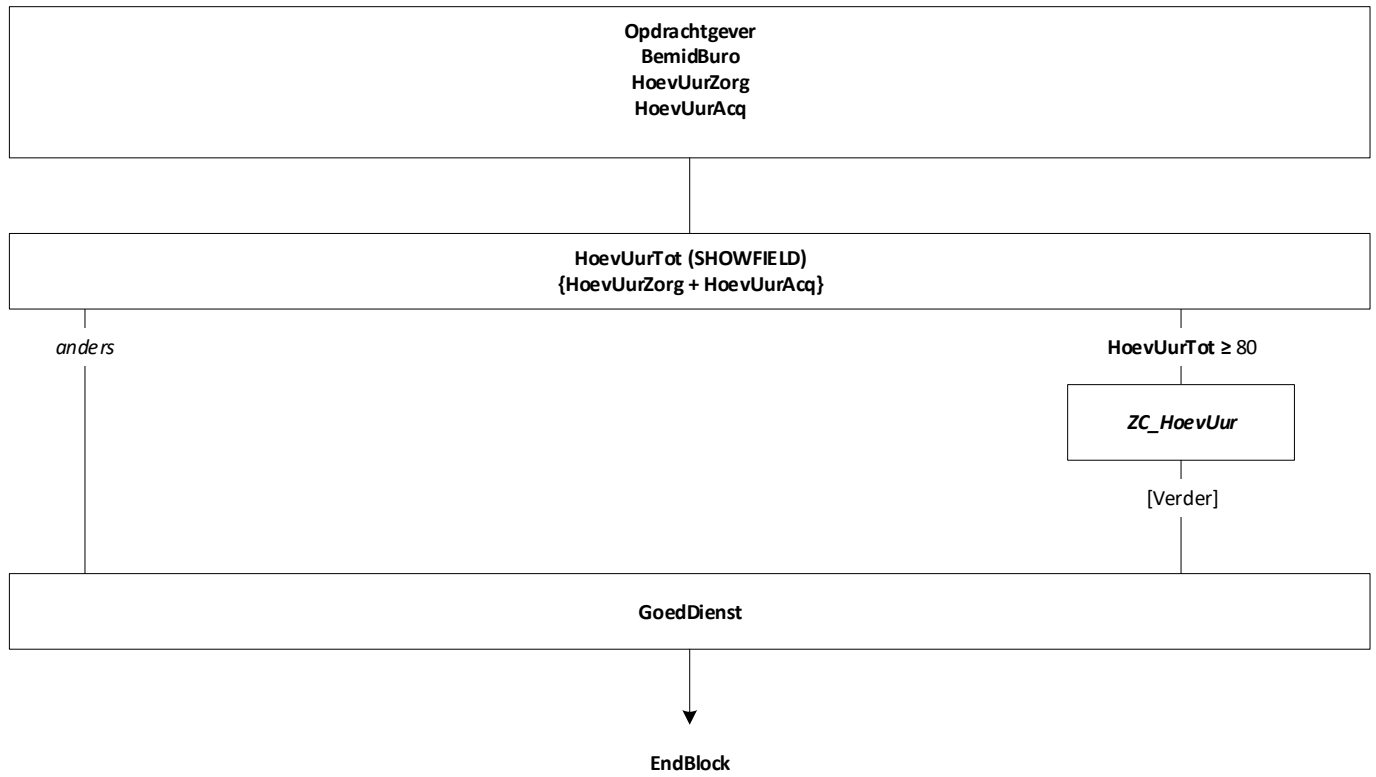 Opdrachtgever
BemidBuro
HoevUurZorg
HoevUurAcq
HoevUurTot (SHOWFIELD)
{HoevUurZorg + HoevUurAcq}
anders
HoevUurTot ≥ 80
ZC_HoevUur
[Verder]
GoedDienst
EndBlock